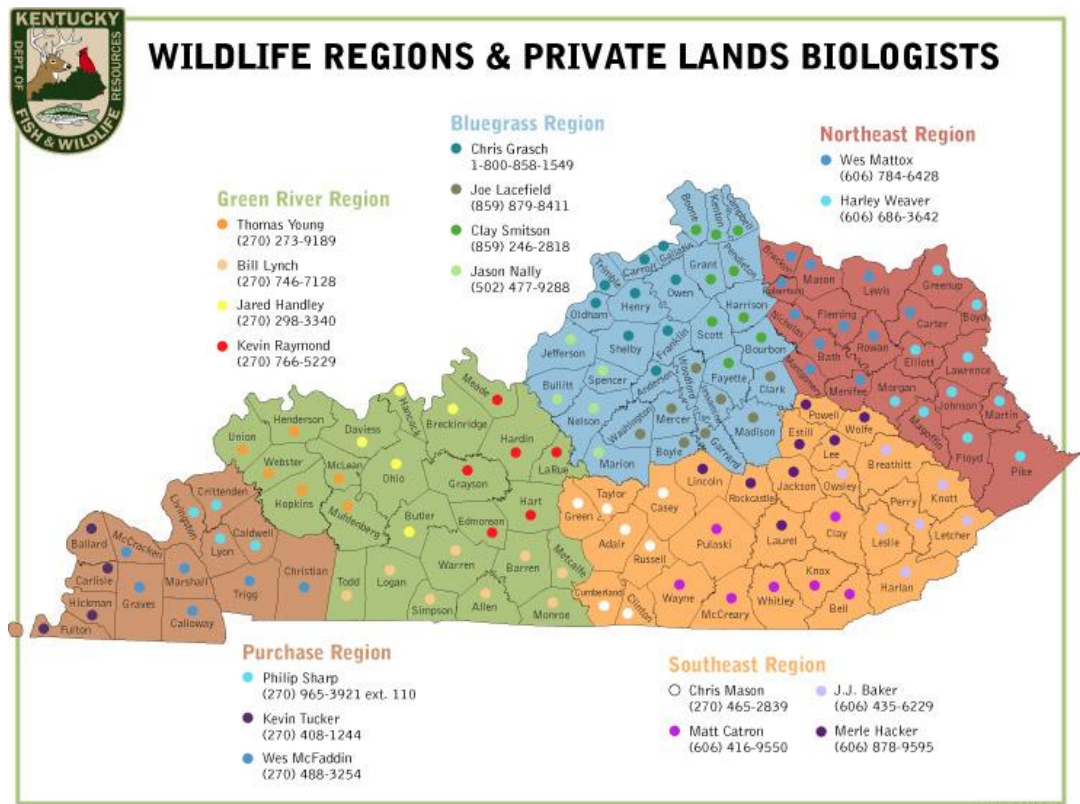 KENTUCKY
DEPT. OF
FISH & WILDLIFE
RESOURCES
WILDLIFE REGIONS & PRIVATE LANDS BIOLOGISTS
Bluegrass Region
Chris Grasch
1-800-858-1549
Joe Lacefield
(859) 879-8411
Clay Smitson
(859) 246-2818
Jason Nally
(502) 477-9288
Northeast Region
Wes Mattox
(606) 784-6428
Harley Weaver
(606) 686-3642
Green River Region
Thomas Young
(270) 273-9189
Bill Lynch
(270) 746-7128
Jared Handley
(270) 298-3340
Kevin Raymond
(270) 766-5229
Boone
Kenton
Campbell
Trimble
Carroll
Gallatin
Grant
Pendleton
Owen
Henry
Oldham
Harrison
Scott
Franklin
Shelby
Jefferson
Bourbon
Bullitt
Spencer
Anderson
Woodford
Fayette
Clark
Nelson
Washington
Mercer
Jessamine
Madison
Marion
Boyle
Garrard
Bracken
Mason
Robertson
Lewis
Greenup
Boyd
Nicholas
Fleming
Carter
Rowan
Bath
Elliott
Lawrence
Montgomery
Menifee
Morgan
Johnson
Martin
Magoffin
Floyd
Pike
Meade
Hancock
Breckinridge
Henderson
Daviess
Union
Webster
McLean
Ohio
Hardin
LaRue
Grayson
Hopkins
Muhlenberg
Butler
Edmonson
Hart
Warren
Barren
Metcalfe
Todd
Logan
Simpson
Allen
Monroe
Powell
Wolfe
Estill
Lee
Breathitt
Lincoln
Rockcastle
Jackson
Owsley
Perry
Knott
Taylor
Green
Casey
Adair
Pulaski
Laurel
Clay
Leslie
Letcher
Russell
Cumberland
Clinton
Wayne
McCreary
Whitley
Knox
Bell
Harlan
Livingston
Crittenden
Caldwell
Lyon
Ballard
McCracken
Carlisle
Marshall
Trigg
Christian
Hickman
Graves
Fulton
Calloway
Purchase Region
Philip Sharp
(270) 965-3921 ext. 110
Kevin Tucker
(270) 408-1244
Wes McFaddin
(270) 488-3254
Southeast Region
Chris Mason
(270) 465-2839
Matt Catron
(606) 416-9550
J.J. Baker
(606) 435-6229
Merle Hacker
(606) 878-9595